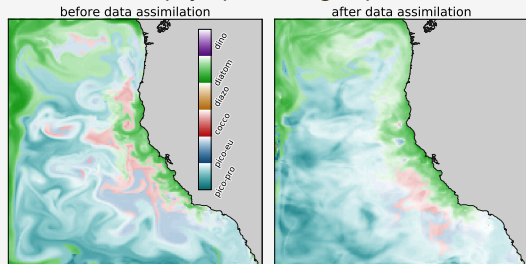 before data assimilation
after data assimilation
dino
diatom
diazo
cocco
pico-eu
pico-pro